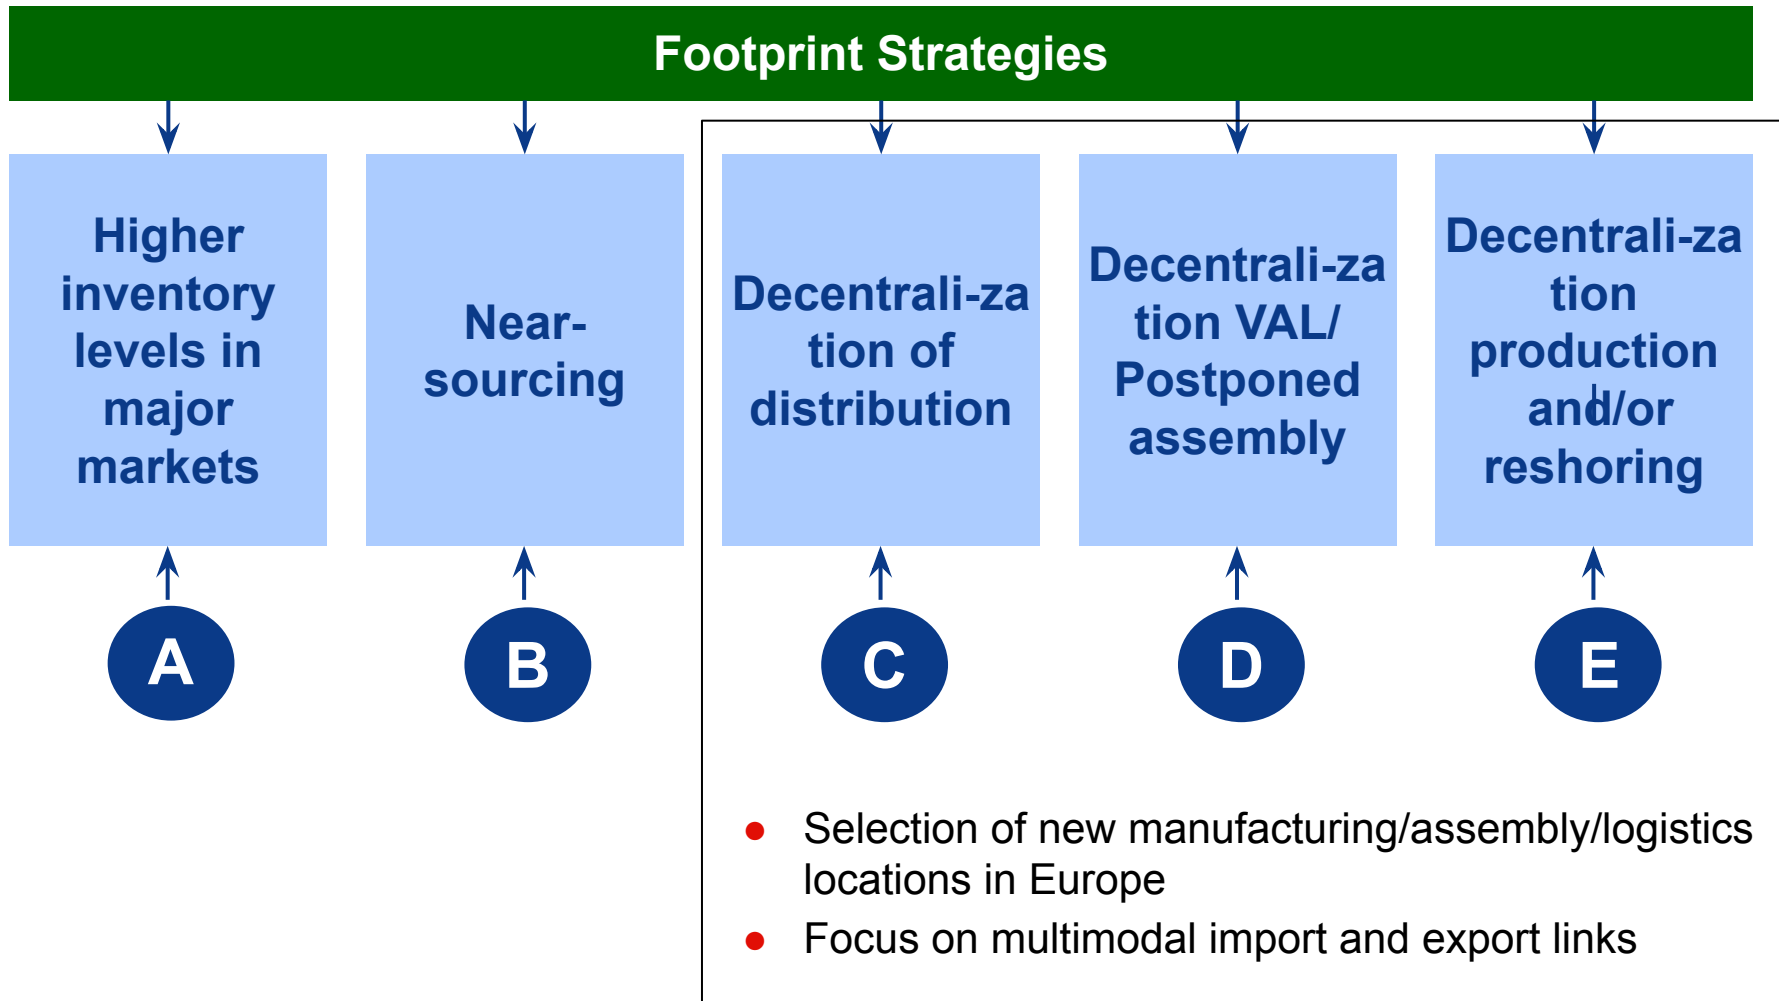 Footprint Strategies
Higher
inventory
levels in
major
markets
Near-
sourcing
Decentrali-za
tion of
distribution
Decentrali-za
tion VAL/
Postponed
assembly
Decentrali-za
tion
production
and/or
reshoring
A
B
C
D
E
Selection of new manufacturing/assembly/logistics
locations in Europe
Focus on multimodal import and export links